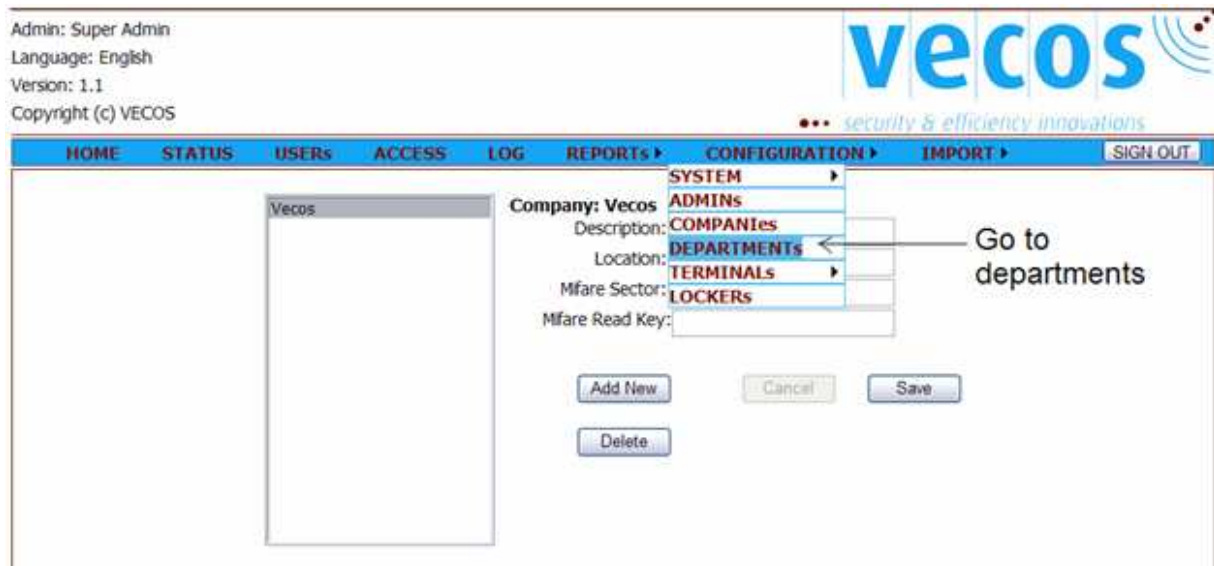 Admin: Super Admin
Language: English
Version: 1.1
Copyright (c) VECOS
vecos
security & efficiency innovations
HOME STATUS USERs ACCESS LOG REPORTs CONFIGURATION IMPORT SIGN OUT
SYSTEM
ADMINs
COMPANIes
DEPARTMENTs
TERMINALs
LOCKERs
Vecos
Company: Vecos
Description:
Location:
Mifare Sector:
Mifare Read Key:
Go to
departments
Add New Cancel Save
Delete